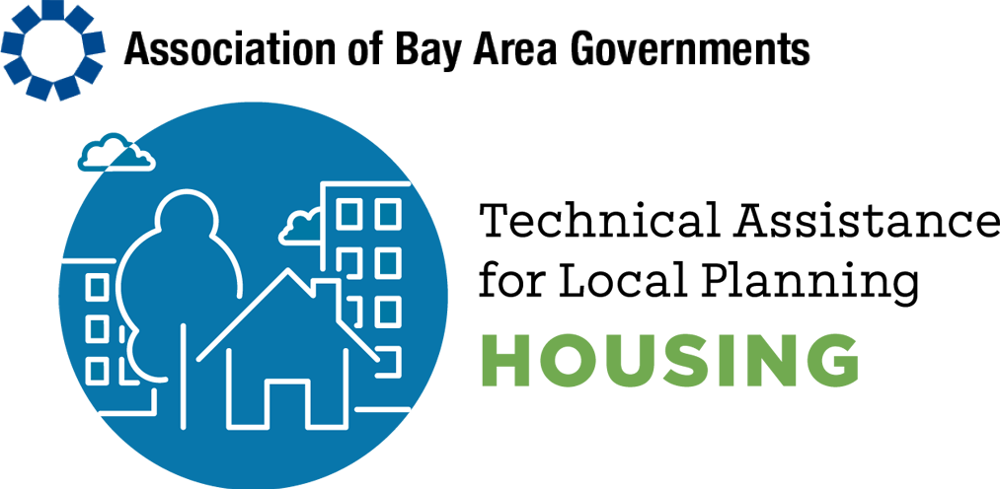 Association of Bay Area Governments
Technical Assistance
for Local Planning
HOUSING